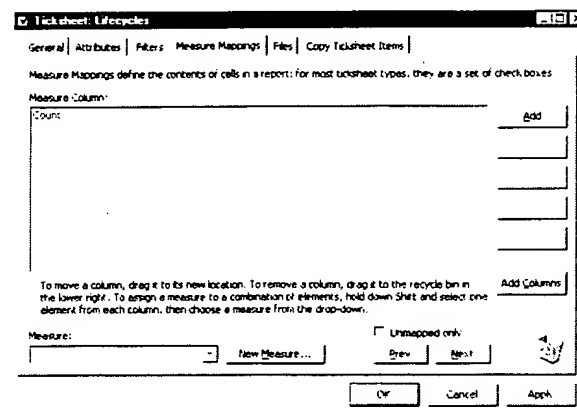 Ticksheet: Lifecycles
General Attributes Filters Measure Mappings Files Copy Ticksheet Items
Measure Mappings define the contents of cells in a report; for most ticksheet types, they are a set of check boxes
Measure Column:
Count
Add
To move a column, drag it to its new location. To remove a column, drag it to the recycle bin in
the lower right. To assign a measure to a combination of elements, hold down Shift and select one
element from each column, then choose a measure from the drop-down.
Add Columns
Measure:
Unmapped only
New Measure...
Prev
Next
OK
Cancel
Apply